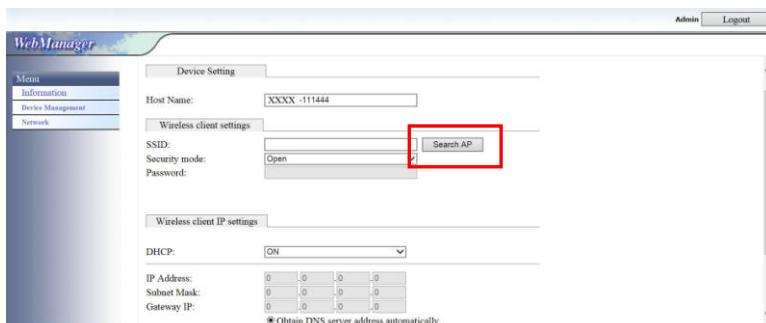 Admin Logout
WebManager
Menu
Information
Device Management
Network
Device Setting
Host Name: XXXX -111444
Wireless client settings
SSID: Search AP
Security mode: Open
Password:
Wireless client IP settings
DHCP: ON
IP Address: 0 .0 .0 .0
Subnet Mask: 0 .0 .0 .0
Gateway IP: 0 .0 .0 .0
Obtain DNS server address automatically